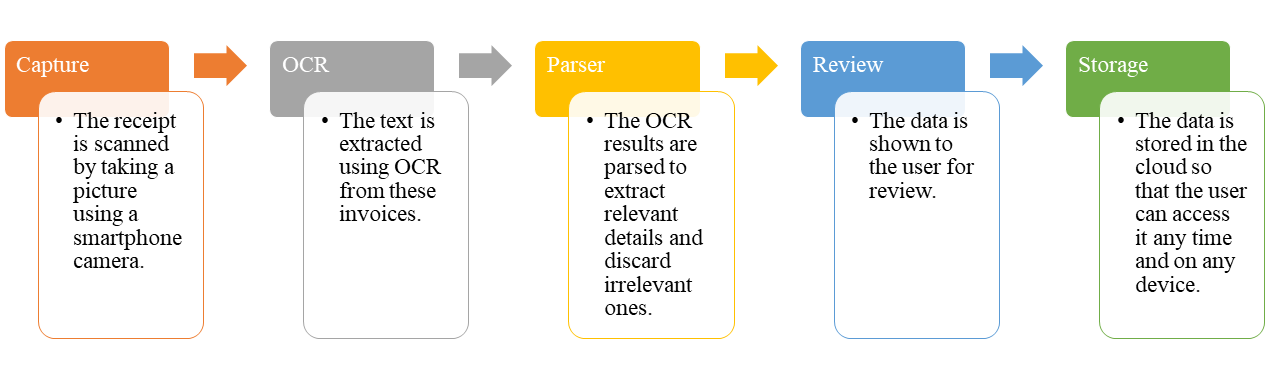 Capture
• The receipt
is scanned
by taking a
picture
using a
smartphone
camera.
OCR
• The text is
extracted
using OCR
from these
invoices.
Parser
• The OCR
results are
parsed to
extract
relevant
details and
discard
irrelevant
ones.
Review
• The data is
shown to
the user for
review.
Storage
• The data is
stored in the
cloud so
that the user
can access
it any time
and on any
device.